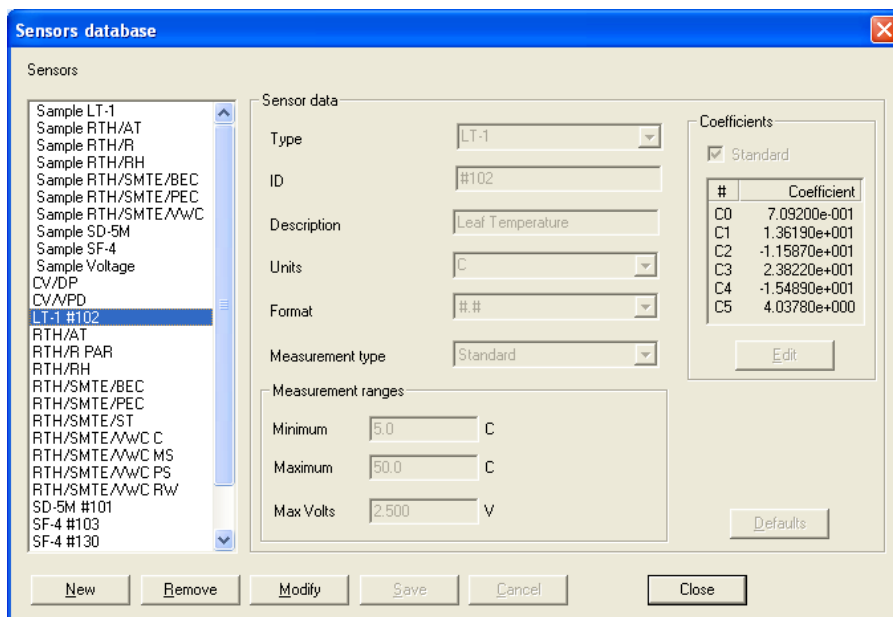 Sensors database
Sensors
Sample LT-1
Sample RTH/AT
Sample RTH/R
Sample RTH/RH
Sample RTH/SMTE/BEC
Sample RTH/SMTE/PEC
Sample RTH/SMTE/VWC
Sample SD-5M
Sample SF-4
Sample Voltage
CV/DP
CV/VPD
LT-1 #102
RTH/AT
RTH/R PAR
RTH/RH
RTH/SMTE/BEC
RTH/SMTE/PEC
RTH/SMTE/ST
RTH/SMTE/VWC C
RTH/SMTE/VWC MS
RTH/SMTE/VWC PS
RTH/SMTE/VWC RW
SD-5M #101
SF-4 #103
SF-4 #130
Sensor data
Type LT-1
ID #102
Description Leaf Temperature
Units C
Format #.#
Measurement type Standard
Measurement ranges
Minimum 5.0 C
Maximum 50.0 C
Max Volts 2.500 V
Coefficients
Standard
# Coefficient
C0 7.09200e-001
C1 1.36190e+001
C2 -1.15870e+001
C3 2.38220e+001
C4 -1.54890e+001
C5 4.03780e+000
Edit
Defaults
New Remove Modify Save Cancel Close